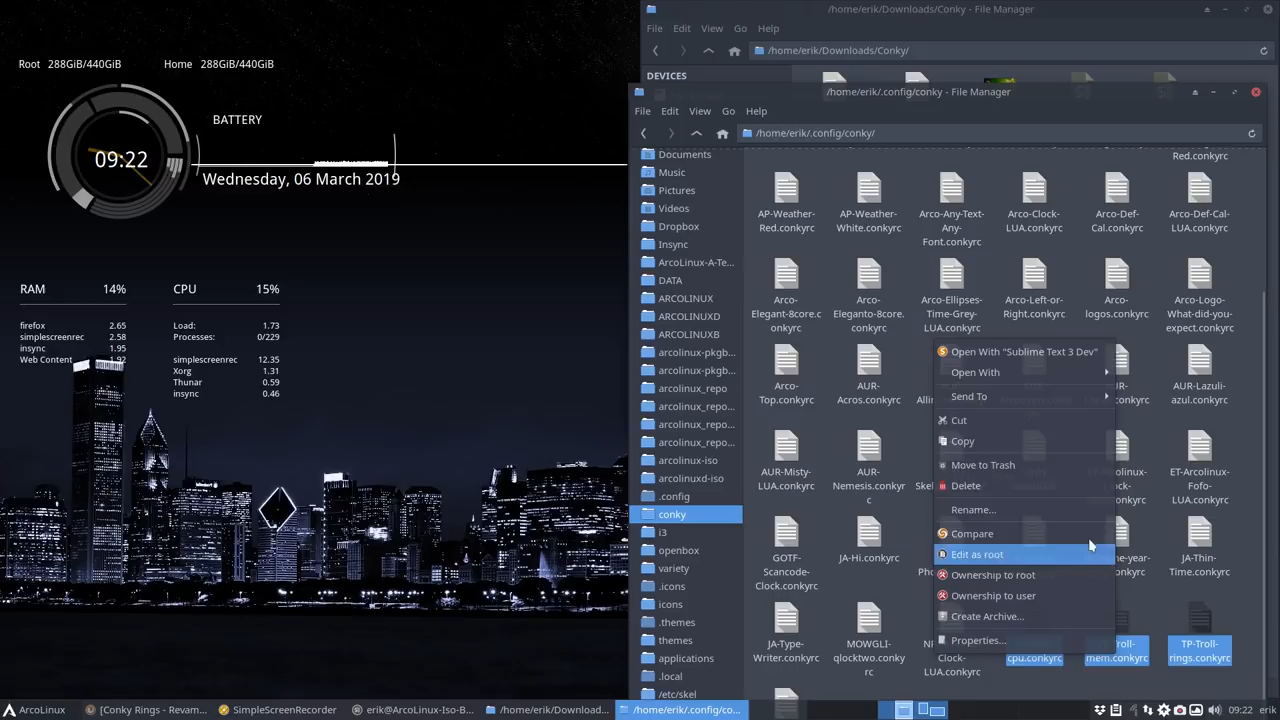 /home/erik/Downloads/Conky - File Manager
File Edit View Go Help
/home/erik/Downloads/Conky/
DEVICES
/home/erik/.config/conky - File Manager
File Edit View Go Help
/home/erik/.config/conky/
Root 288GiB/440GiB Home 288GiB/440GiB
BATTERY
09:22
Wednesday, 06 March 2019
RAM 14%
firefox 2.65
simplescreenrec 2.58
insync 1.95
Web Content 1.92
CPU 15%
Load: 1.73
Processes: 0/229
simplescreenrec 12.35
Xorg 1.31
Thunar 0.59
insync 0.46
Documents
Music
Pictures
Videos
Dropbox
Insync
ArcoLinux-A-Te...
DATA
ARCOLINUX
ARCOLINUXD
ARCOLINUXB
arcolinux-pkgb...
arcolinux-pkgb...
arcolinux_repo
arcolinux_repo...
arcolinux_repo...
arcolinux_repo...
arcolinux-iso
arcolinuxd-iso
.config
conky
i3
openbox
variety
.icons
icons
.themes
themes
applications
.local
/etc/skel
Red.conkyrc
AP-Weather-
Red.conkyrc
AP-Weather-
White.conkyrc
Arco-Any-Text-
Any-
Font.conkyrc
Arco-Clock-
LUA.conkyrc
Arco-Def-
Cal.conkyrc
Arco-Def-Cal-
LUA.conkyrc
Arco-
Elegant-8core.c
onkyrc
Arco-
Eleganto-8core.
conkyrc
Arco-Ellipses-
Time-Grey-
LUA.conkyrc
Arco-Left-or-
Right.conkyrc
Arco-
logos.conkyrc
Arco-Logo-
What-did-you-
expect.conkyrc
Arco-
Top.conkyrc
AUR-
Acros.conkyrc
AUR-Lazuli-
azul.conkyrc
AUR-Misty-
LUA.conkyrc
AUR-
Nemesis.conkyr
c
ET-Arcolinux-
Fofo-
LUA.conkyrc
GOTF-
Scancode-
Clock.conkyrc
JA-Hi.conkyrc
JA-Thin-
Time.conkyrc
JA-Type-
Writer.conkyrc
MOWGLI-
qlocktwo.conky
rc
Clock-
LUA.conkyrc
cpu.conkyrc
mem.conkyrc
TP-Troll-
rings.conkyrc
Open With "Sublime Text 3 Dev"
Open With
Send To
Cut
Copy
Move to Trash
Delete
Rename...
Compare
Edit as root
Ownership to root
Ownership to user
Create Archive...
Properties...
ArcoLinux
[Conky Rings - Revam...
SimpleScreenRecorder
erik@ArcoLinux-Iso-B...
/home/erik/Download...
/home/erik/.config/co...
09:22 erik